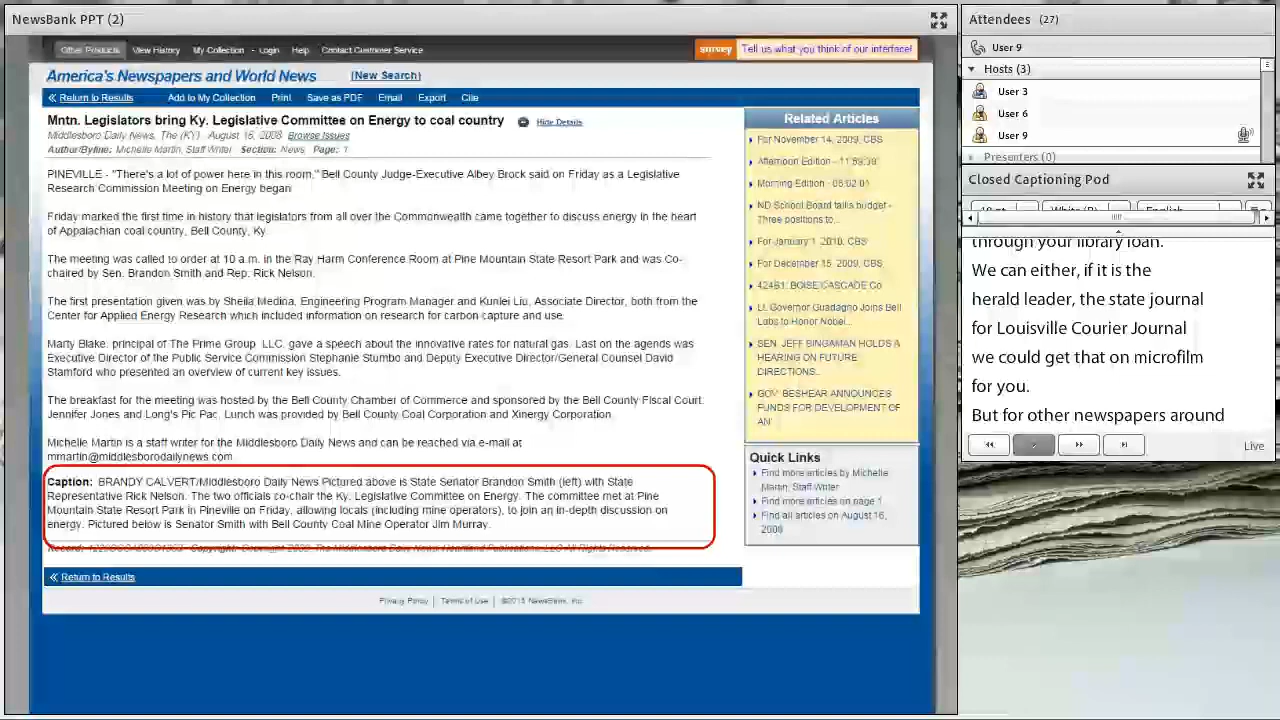 NewsBank PPT (2)
Other Products View History My Collection - Login Help Contact Customer Service
survey Tell us what you think of our interface!
America's Newspapers and World News [New Search]
Return to Results Add to My Collection Print Save as PDF Email Export Cite
Mntn. Legislators bring Ky. Legislative Committee on Energy to coal country Hide Details
Middlesboro Daily News, The (KY) August 16, 2008 Browse Issues
Author/Byline: Michelle Martin, Staff Writer Section: News Page: 1
PINEVILLE - "There's a lot of power here in this room," Bell County Judge-Executive Albey Brock said on Friday as a Legislative
Research Commission Meeting on Energy began
Friday marked the first time in history that legislators from all over the Commonwealth came together to discuss energy in the heart
of Appalachian coal country, Bell County, Ky.
The meeting was called to order at 10 a.m. in the Ray Harm Conference Room at Pine Mountain State Resort Park and was Co-
chaired by Sen. Brandon Smith and Rep. Rick Nelson.
The first presentation given was by Sheila Medina, Engineering Program Manager and Kunlei Liu, Associate Director, both from the
Center for Applied Energy Research which included information on research for carbon capture and use.
Marty Blake, principal of The Prime Group LLC, gave a speech about the innovative rates for natural gas. Last on the agenda was
Executive Director of the Public Service Commission Stephanie Stumbo and Deputy Executive Director/General Counsel David
Stamford who presented an overview of current key issues.
The breakfast for the meeting was hosted by the Bell County Chamber of Commerce and sponsored by the Bell County Fiscal Court.
Jennifer Jones and Long's Pic Pac. Lunch was provided by Bell County Coal Corporation and Xinergy Corporation.
Michelle Martin is a staff writer for the Middlesboro Daily News and can be reached via e-mail at
mmartin@middlesborodailynews.com
Caption: BRANDY CALVERT/Middlesboro Daily News Pictured above is State Senator Brandon Smith (left) with State
Representative Rick Nelson. The two officials co-chair the Ky. Legislative Committee on Energy. The committee met at Pine
Mountain State Resort Park in Pineville on Friday, allowing locals (including mine operators), to join an in-depth discussion on
energy. Pictured below is Senator Smith with Bell County Coal Mine Operator Jim Murray.
Return to Results
Privacy Policy Terms of Use ©2015 NewsBank, Inc.
Related Articles
For November 14, 2009, CBS
Afternoon Edition - 11:59:39
Morning Edition - 05:02:01
ND School Board talks budget -
Three positions to...
For January 1, 2010, CBS
For December 15, 2009, CBS
42461: BOISE CASCADE Co
Lt. Governor Guadagno Joins Bell
Labs to Honor Nobel...
SEN. JEFF BINGAMAN HOLDS A
HEARING ON FUTURE
DIRECTIONS...
GOV. BESHEAR ANNOUNCES
FUNDS FOR DEVELOPMENT OF
AN
Quick Links
Find more articles by Michelle
Martin, Staff Writer
Find more articles on page 1
Find all articles on August 16,
2008
Attendees (27)
User 9
Hosts (3)
User 3
User 6
User 9
Presenters (0)
Closed Captioning Pod
through your library loan.
We can either, if it is the
herald leader, the state journal
for Louisville Courier Journal
we could get that on microfilm
for you.
But for other newspapers around
Live